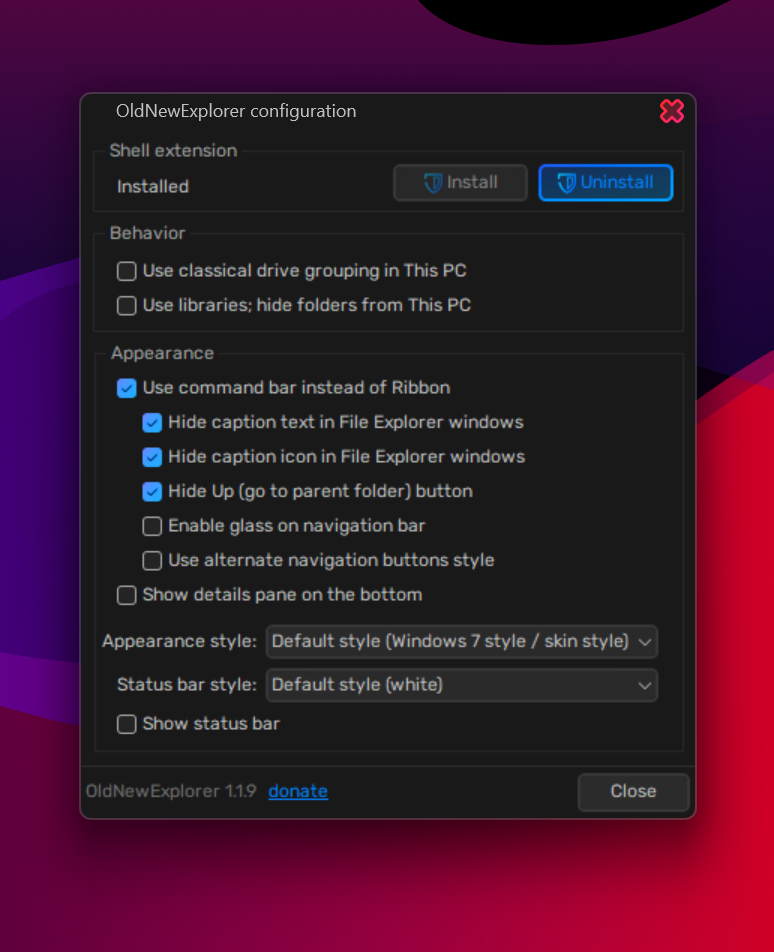 OldNewExplorer configuration
Shell extension
Installed
Install
Uninstall
Behavior
Use classical drive grouping in This PC
Use libraries; hide folders from This PC
Appearance
Use command bar instead of Ribbon
Hide caption text in File Explorer windows
Hide caption icon in File Explorer windows
Hide Up (go to parent folder) button
Enable glass on navigation bar
Use alternate navigation buttons style
Show details pane on the bottom
Appearance style: Default style (Windows 7 style / skin style)
Status bar style: Default style (white)
Show status bar
OldNewExplorer 1.1.9 donate
Close